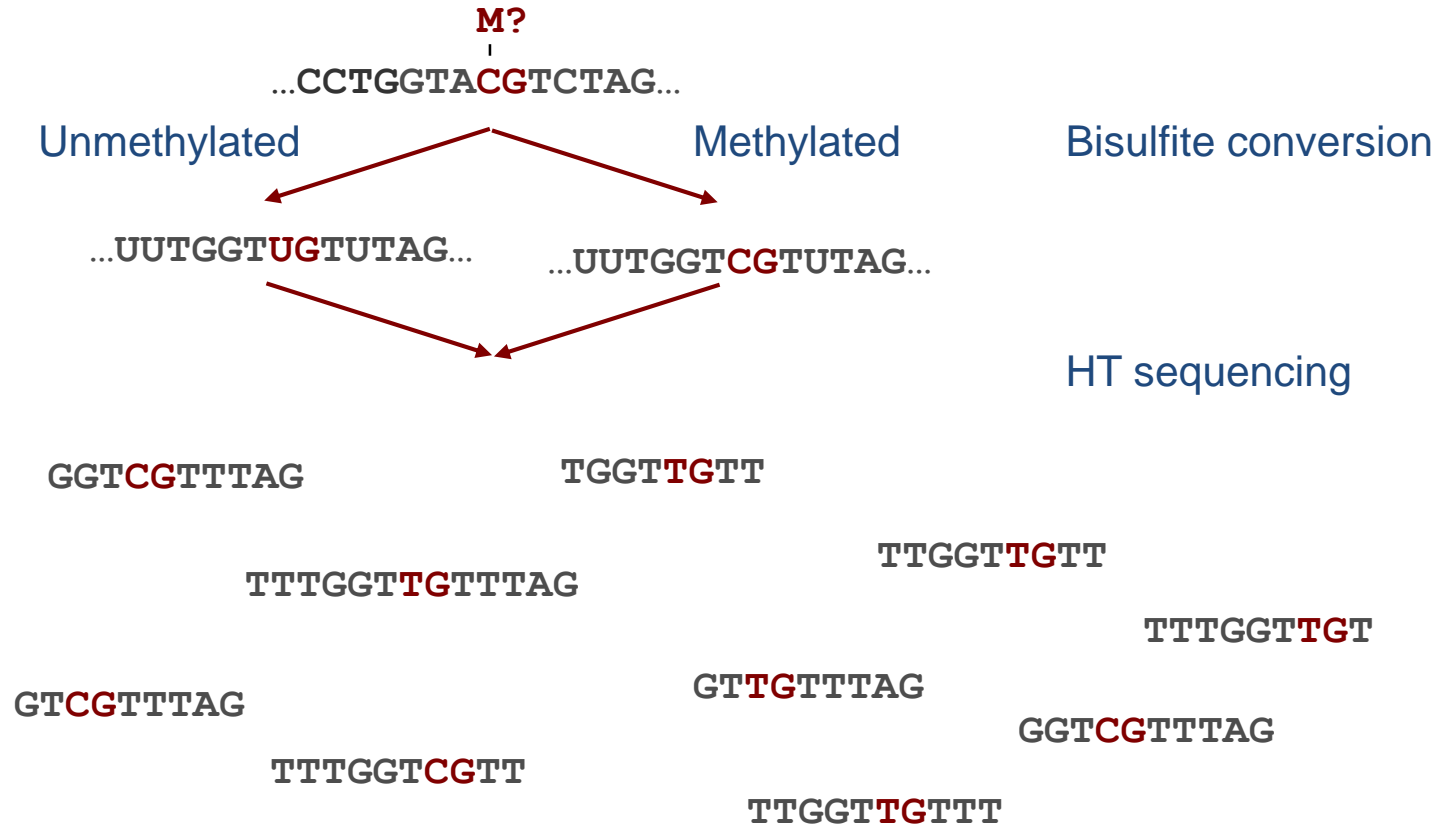 M?
...CCTGGTACGTCTAG...
Unmethylated Methylated Bisulfite conversion
...UUTGGTUGTUTAG... ...UUTGGTCGTUTAG...
HT sequencing
GGTCGTTTAG TGGTTGTT
TTGGTTGTT
TTTGGTTGTTTAG
TTTGGTTGT
GTTGTTTAG
GTCGTTTAG
GGTCGTTTAG
TTTGGTCGTT
TTGGTTGTTT